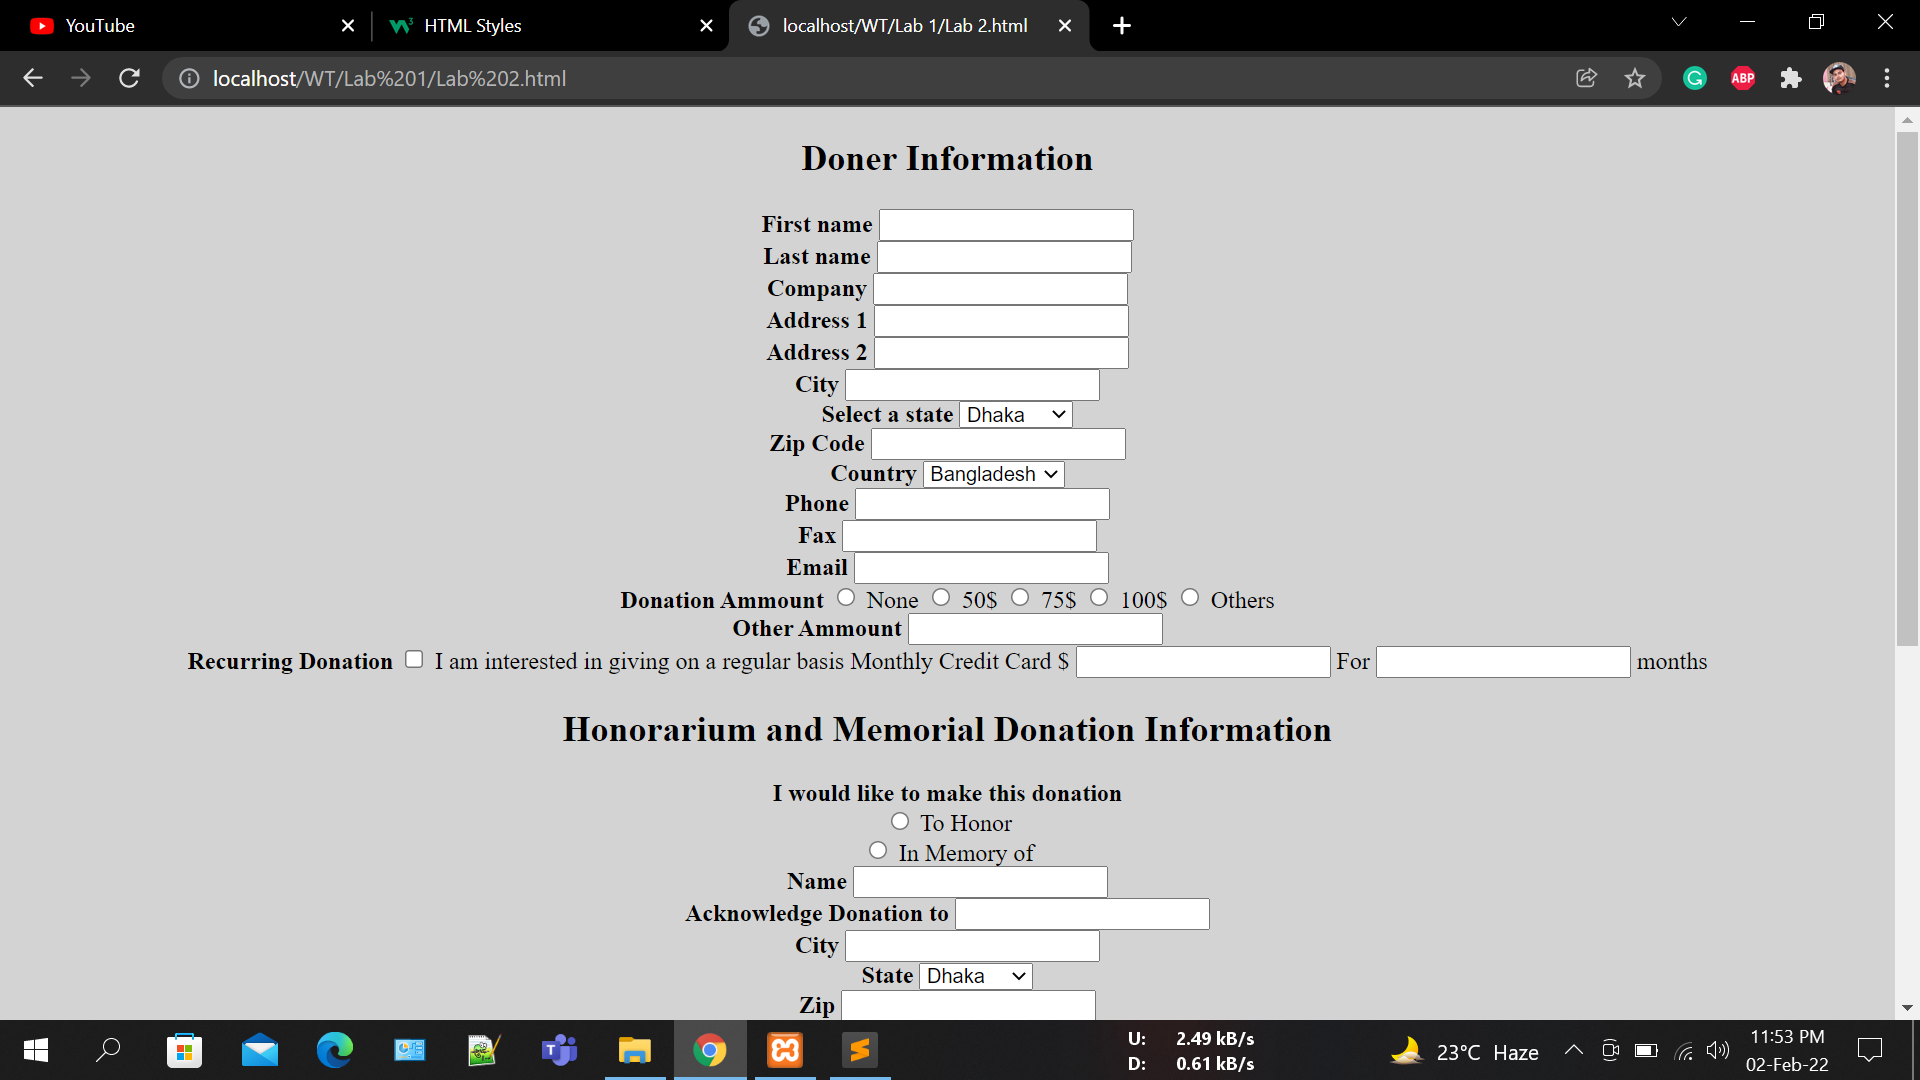 YouTube
HTML Styles
localhost/WT/Lab 1/Lab 2.html
localhost/WT/Lab%201/Lab%202.html
ABP
Doner Information
First name
Last name
Company
Address 1
Address 2
City
Select a state Dhaka
Zip Code
Country Bangladesh
Phone
Fax
Email
Donation Ammount None 50$ 75$ 100$ Others
Other Ammount
Recurring Donation I am interested in giving on a regular basis Monthly Credit Card $ For months
Honorarium and Memorial Donation Information
I would like to make this donation
To Honor
In Memory of
Name
Acknowledge Donation to
City
State Dhaka
Zip
U: 2.49 kB/s
D: 0.61 kB/s
23°C Haze
11:53 PM
02-Feb-22